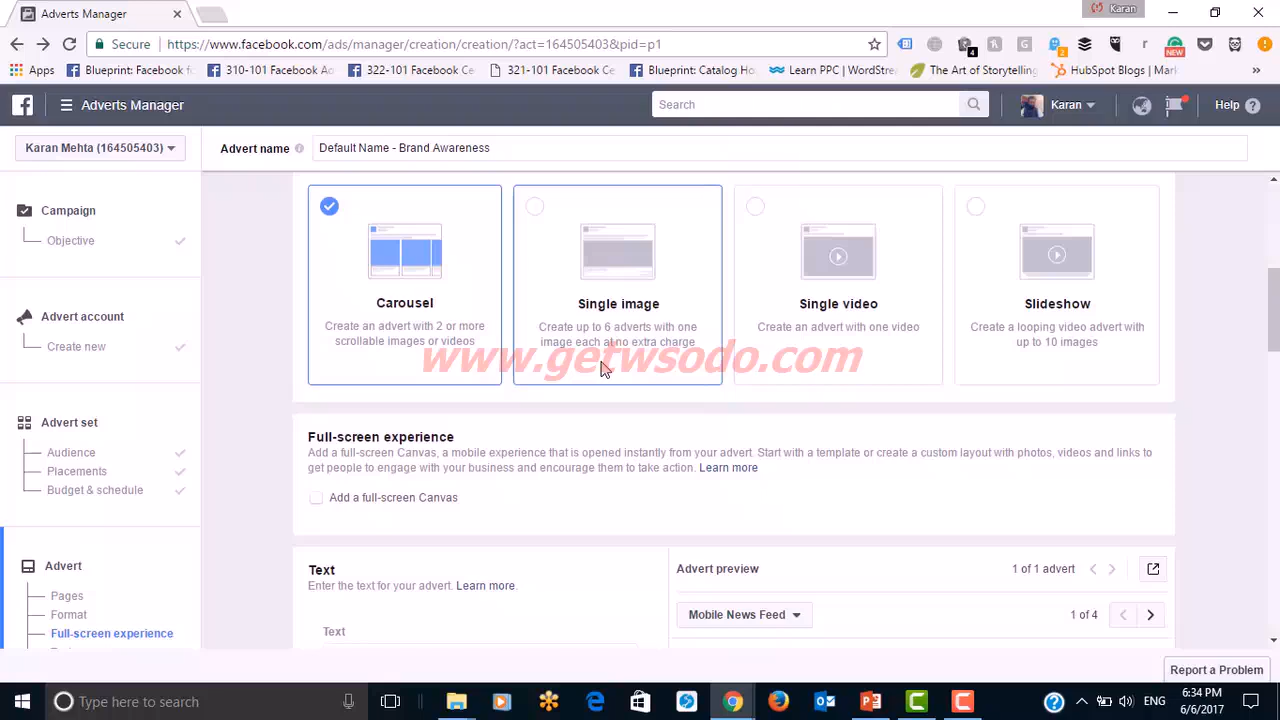 Adverts Manager
Karan
Secure
https://www.facebook.com/ads/manager/creation/creation/?act=164505403&pid=p1
4
2
NEW
Apps
Blueprint: Facebook for
310-101 Facebook Ad
322-101 Facebook Ce
321-101 Facebook Ce
Blueprint: Catalog Ho
Learn PPC | WordStre
The Art of Storytelling
HubSpot Blogs | Mark
Adverts Manager
Search
Karan
Help
Karan Mehta (164505403)
Advert name
Default Name - Brand Awareness
Campaign
Objective
Advert account
Create new
Advert set
Audience
Placements
Budget & schedule
Advert
Pages
Format
Full-screen experience
Carousel
Create an advert with 2 or more
scrollable images or videos
Single image
Create up to 6 adverts with one
image each at no extra charge
Single video
Create an advert with one video
Slideshow
Create a looping video advert with
up to 10 images
www.getwsodo.com
Full-screen experience
Add a full-screen Canvas, a mobile experience that is opened instantly from your advert. Start with a template or create a custom layout with photos, videos and links to
get people to engage with your business and encourage them to take action. Learn more
Add a full-screen Canvas
Text
Enter the text for your advert. Learn more.
Text
Advert preview
1 of 1 advert
Mobile News Feed
1 of 4
Report a Problem
Type here to search
ENG
6:34 PM
6/6/2017